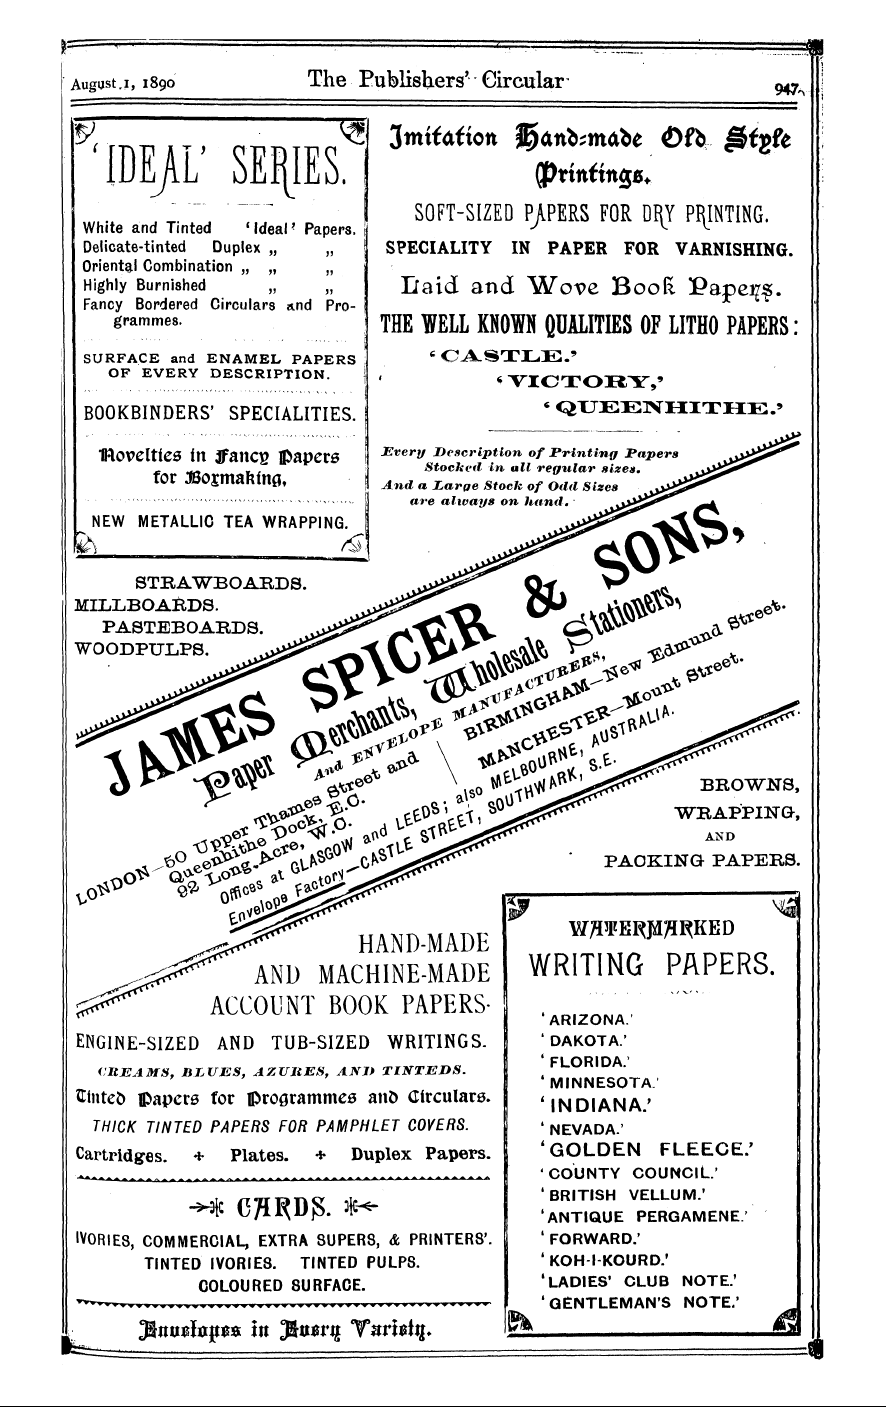 August 1, 1890 The Publishers' Circular 947
'IDEAL' SERIES.
White and Tinted 'Ideal' Papers.
Delicate-tinted Duplex „ „
Oriental Combination „ „ „
Highly Burnished „ „
Fancy Bordered Circulars and Pro-
grammes.
SURFACE and ENAMEL PAPERS
OF EVERY DESCRIPTION.
BOOKBINDERS' SPECIALITIES.
Novelties in Fancy Papers
for Boxmaking.
NEW METALLIC TEA WRAPPING.
Imitation Hand-made Old Style
Printings.
SOFT-SIZED PAPERS FOR DRY PRINTING.
SPECIALITY IN PAPER FOR VARNISHING.
Laid and Wove Book Papers.
THE WELL KNOWN QUALITIES OF LITHO PAPERS:
'CASTLE.'
'VICTORY,'
'QUEENHITHE.'
Every Description of Printing Papers
Stocked in all regular sizes.
And a Large Stock of Odd Sizes
are always on hand.
STRAWBOARDS.
MILLBOARDS.
PASTEBOARDS.
WOODPULPS.
JAMES SPICER & SONS,
Paper Merchants, Wholesale Stationers,
And ENVELOPE MANUFACTURERS,
LONDON—50 Upper Thames Street and
Queenhithe Dock, E.C.
92 Long Acre, W.C.
BIRMINGHAM—New Edmund Street.
MANCHESTER—Mount Street.
Offices at GLASGOW and LEEDS; also MELBOURNE, AUSTRALIA.
Envelope Factory—CASTLE STREET, SOUTHWARK, S.E.
BROWNS,
WRAPPING,
AND
PACKING PAPERS.
HAND-MADE
AND MACHINE-MADE
ACCOUNT BOOK PAPERS.
ENGINE-SIZED AND TUB-SIZED WRITINGS.
CREAMS, BLUES, AZURES, AND TINTEDS.
Tinted Papers for Programmes and Circulars.
THICK TINTED PAPERS FOR PAMPHLET COVERS.
Cartridges. + Plates. + Duplex Papers.
CARDS.
IVORIES, COMMERCIAL, EXTRA SUPERS, & PRINTERS'.
TINTED IVORIES. TINTED PULPS.
COLOURED SURFACE.
Envelopes in Every Variety.
WATERMARKED
WRITING PAPERS.
'ARIZONA.'
'DAKOTA.'
'FLORIDA.'
'MINNESOTA.'
'INDIANA.'
'NEVADA.'
'GOLDEN FLEECE.'
'COUNTY COUNCIL.'
'BRITISH VELLUM.'
'ANTIQUE PERGAMENE.'
'FORWARD.'
'KOH-I-KOURD.'
'LADIES' CLUB NOTE.'
'GENTLEMAN'S NOTE.'